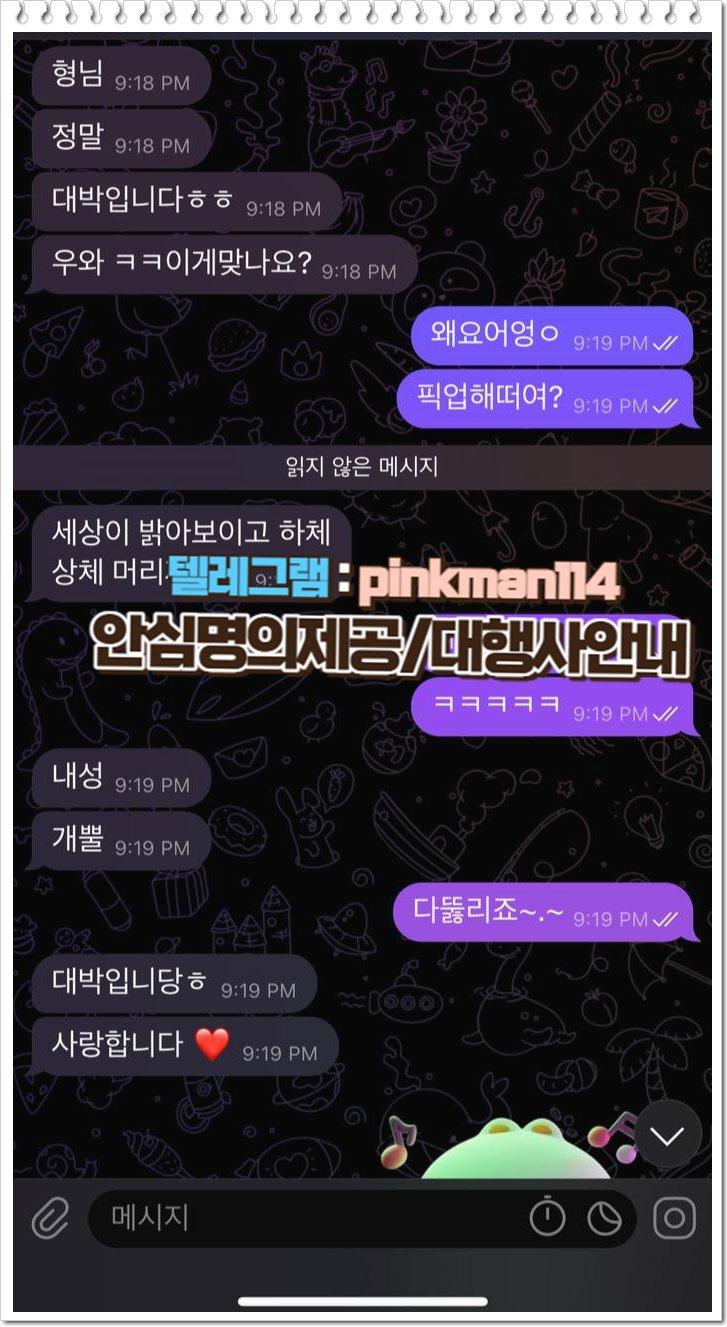 형님 9:18 PM
정말 9:18 PM
대박입니다ㅎㅎ 9:18 PM
우와 ㅋㅋ이게맞나요? 9:18 PM
왜요어엉ㅇ 9:19 PM
픽업해떠여? 9:19 PM
읽지 않은 메시지
세상이 밝아보이고 하체
상체 머리
텔레그램 : pinkman114
안심명의제공/대행사안내
ㅋㅋㅋㅋㅋ 9:19 PM
내성 9:19 PM
개뿔 9:19 PM
다뚫리죠~.~ 9:19 PM
대박입니당ㅎ 9:19 PM
사랑합니다 ❤️ 9:19 PM
메시지